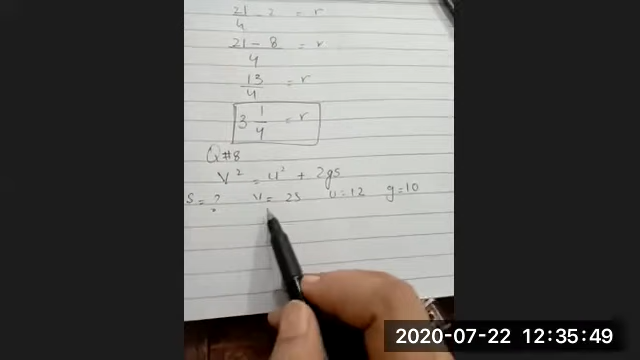 21/4 - 2 = r
21 - 8/4 = r
13/4 = r
3 1/4 = r
Q#8
V² = u² + 2gs
S = ? V = 25 u = 12 g = 10
2020-07-22 12:35:49